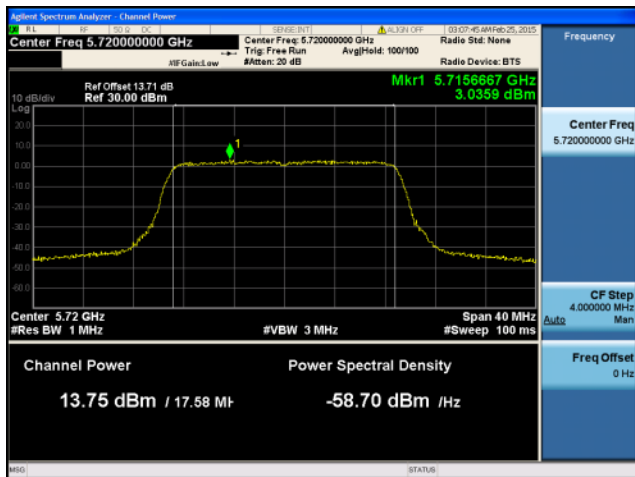 Agilent Spectrum Analyzer - Channel Power
RL RF 50 Ω DC SENSE:INT ALIGN OFF 03:07:45 AM Feb 25, 2015
Center Freq 5.720000000 GHz
Center Freq: 5.720000000 GHz
Radio Std: None
Trig: Free Run Avg|Hold: 100/100
#IFGain:Low
#Atten: 20 dB
Radio Device: BTS
Ref Offset 13.71 dB
Ref 30.00 dBm
Mkr1 5.7156667 GHz
3.0359 dBm
10 dB/div
Log
20.0
1
10.0
0.00
-10.0
-20.0
-30.0
-40.0
-50.0
-60.0
Center 5.72 GHz
Span 40 MHz
#Res BW 1 MHz
#VBW 3 MHz
#Sweep 100 ms
Channel Power
Power Spectral Density
13.75 dBm / 17.58 MH
-58.70 dBm /Hz
MSG
STATUS
Frequency
Center Freq
5.720000000 GHz
CF Step
4.000000 MHz
Auto Man
Freq Offset
0 Hz